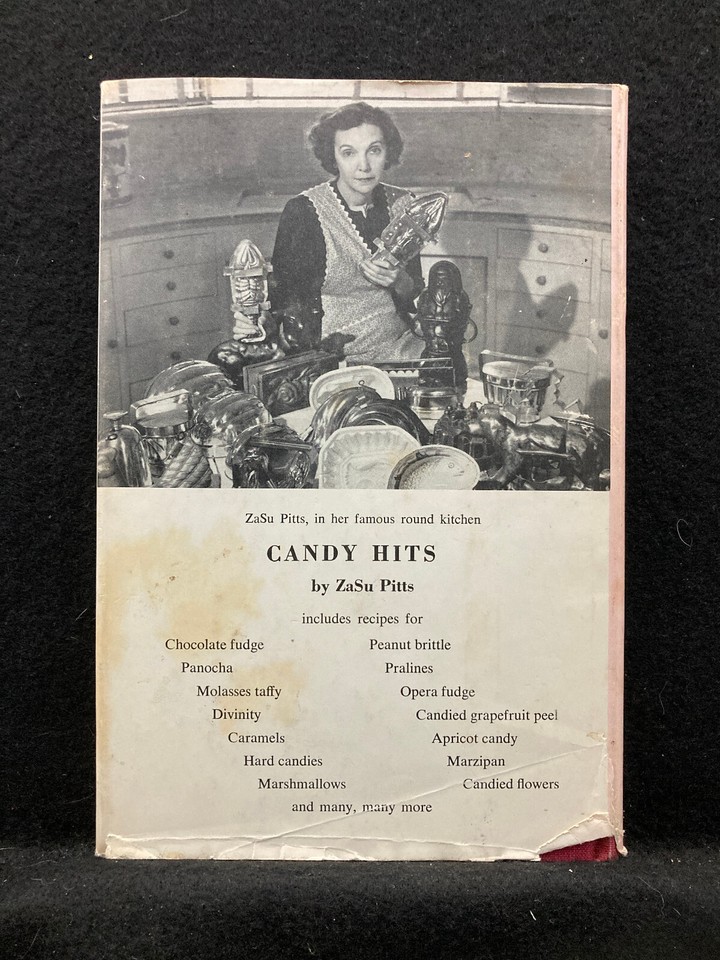 ZaSu Pitts, in her famous round kitchen
CANDY HITS
by ZaSu Pitts
includes recipes for
Chocolate fudge Peanut brittle
Panocha Pralines
Molasses taffy Opera fudge
Divinity Candied grapefruit peel
Caramels Apricot candy
Hard candies Marzipan
Marshmallows Candied flowers
and many, many more